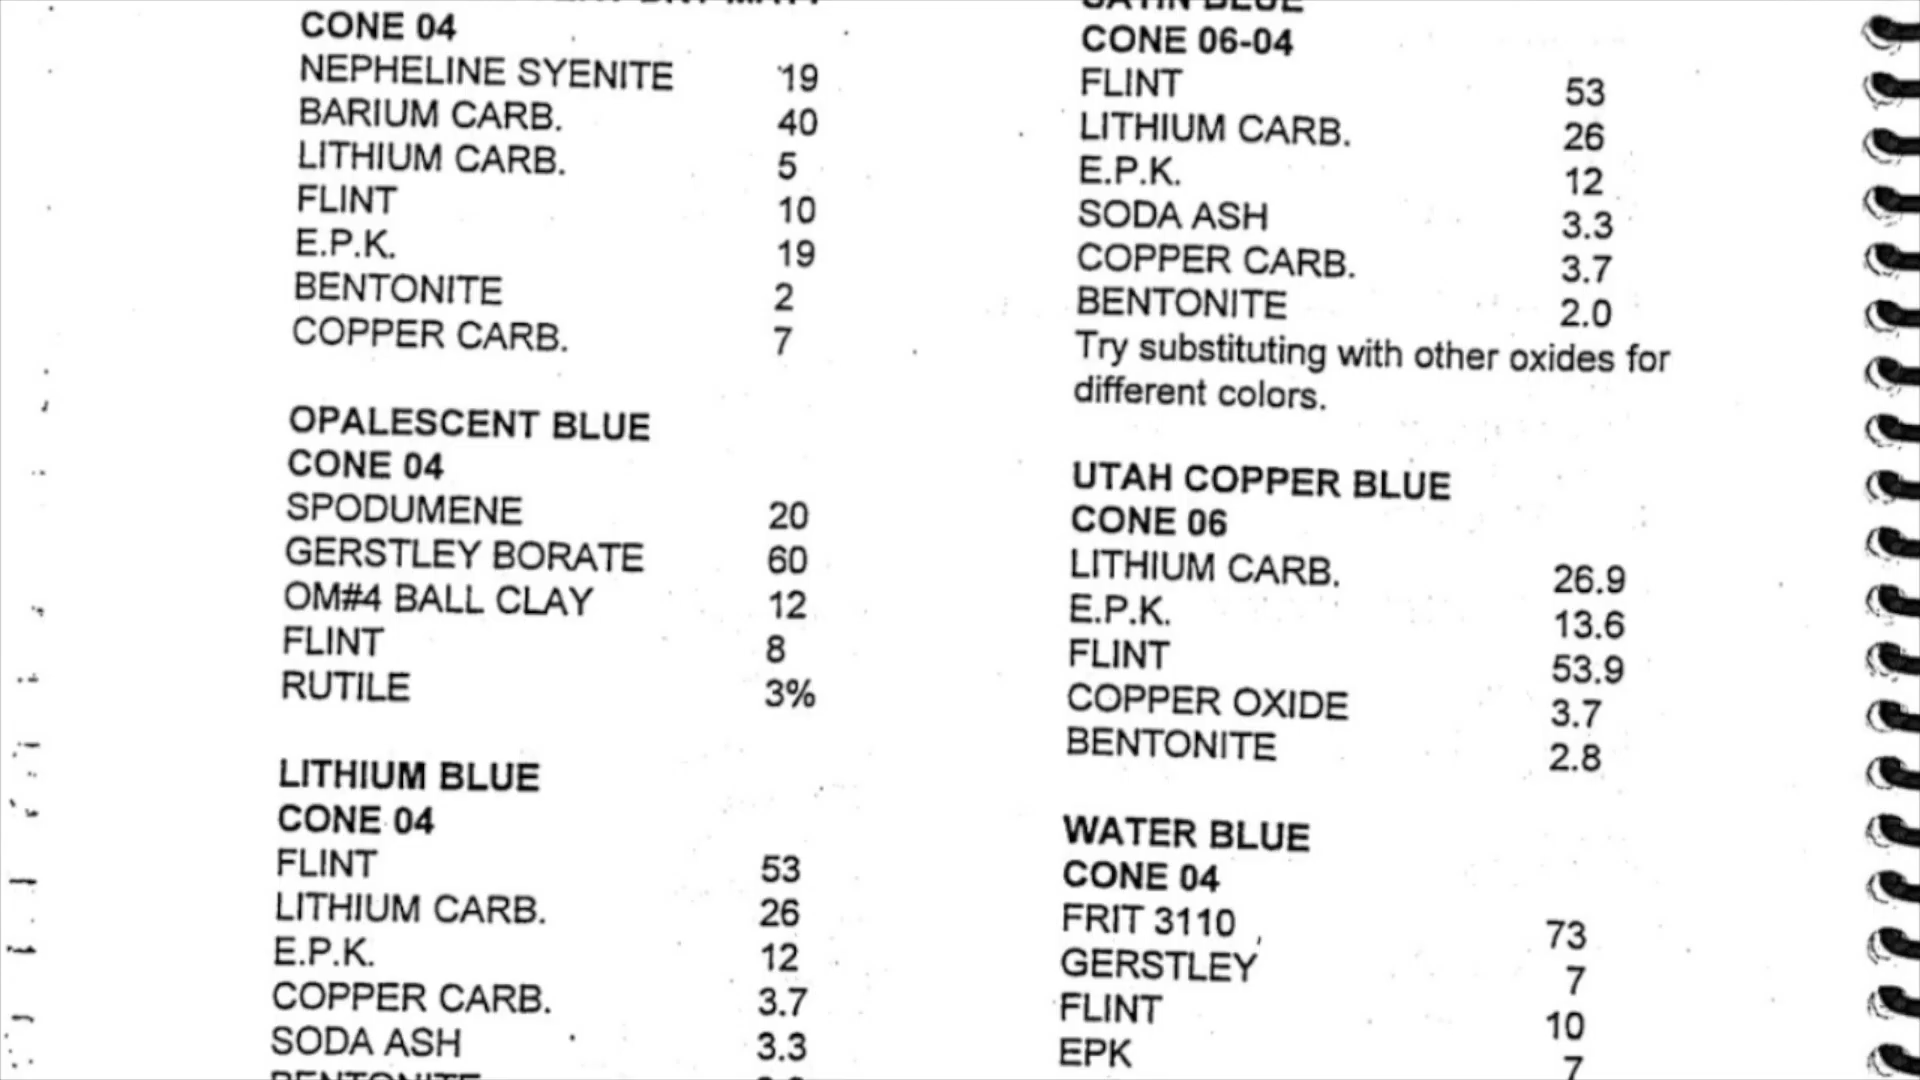 CONE 04
NEPHELINE SYENITE 19
BARIUM CARB. 40
LITHIUM CARB. 5
FLINT 10
E.P.K. 19
BENTONITE 2
COPPER CARB. 7
OPALESCENT BLUE
CONE 04
SPODUMENE 20
GERSTLEY BORATE 60
OM#4 BALL CLAY 12
FLINT 8
RUTILE 3%
LITHIUM BLUE
CONE 04
FLINT 53
LITHIUM CARB. 26
E.P.K. 12
COPPER CARB. 3.7
SODA ASH 3.3
BENTONITE
SATIN BLUE
CONE 06-04
FLINT 53
LITHIUM CARB. 26
E.P.K. 12
SODA ASH 3.3
COPPER CARB. 3.7
BENTONITE 2.0
Try substituting with other oxides for
different colors.
UTAH COPPER BLUE
CONE 06
LITHIUM CARB. 26.9
E.P.K. 13.6
FLINT 53.9
COPPER OXIDE 3.7
BENTONITE 2.8
WATER BLUE
CONE 04
FRIT 3110 73
GERSTLEY 7
FLINT 10
EPK 7